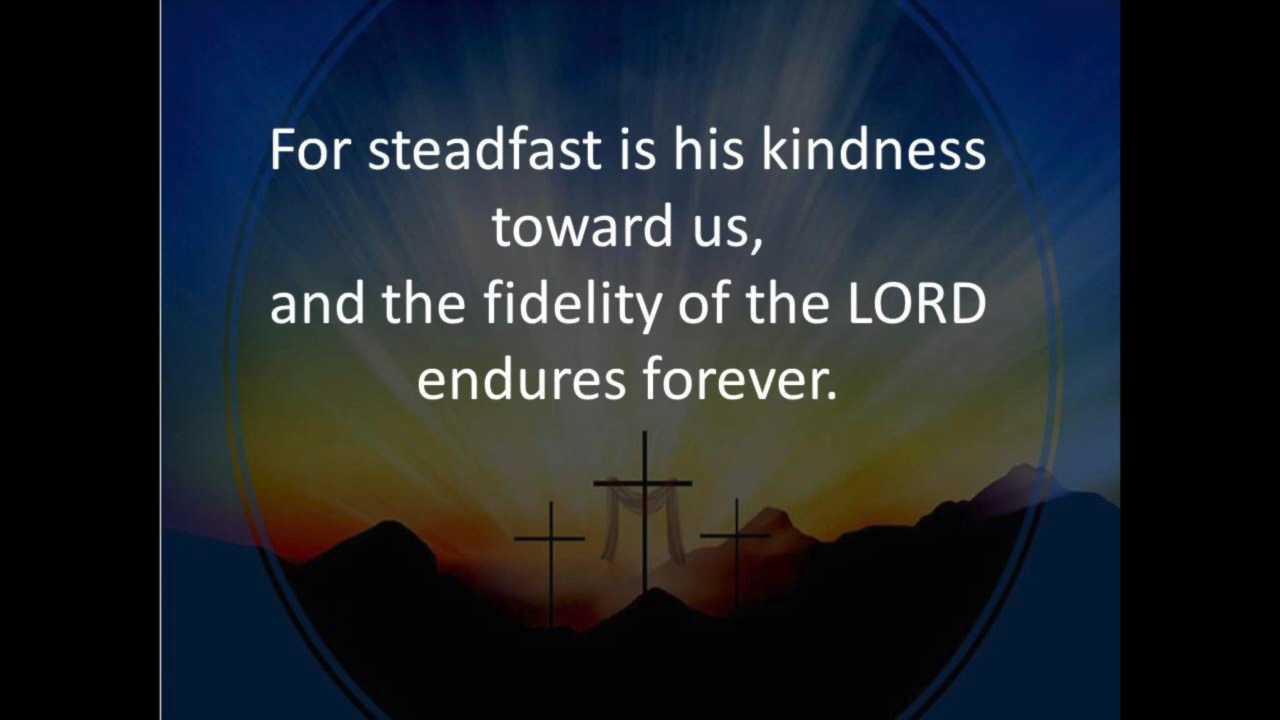 For steadfast is his kindness
toward us,
and the fidelity of the LORD
endures forever.